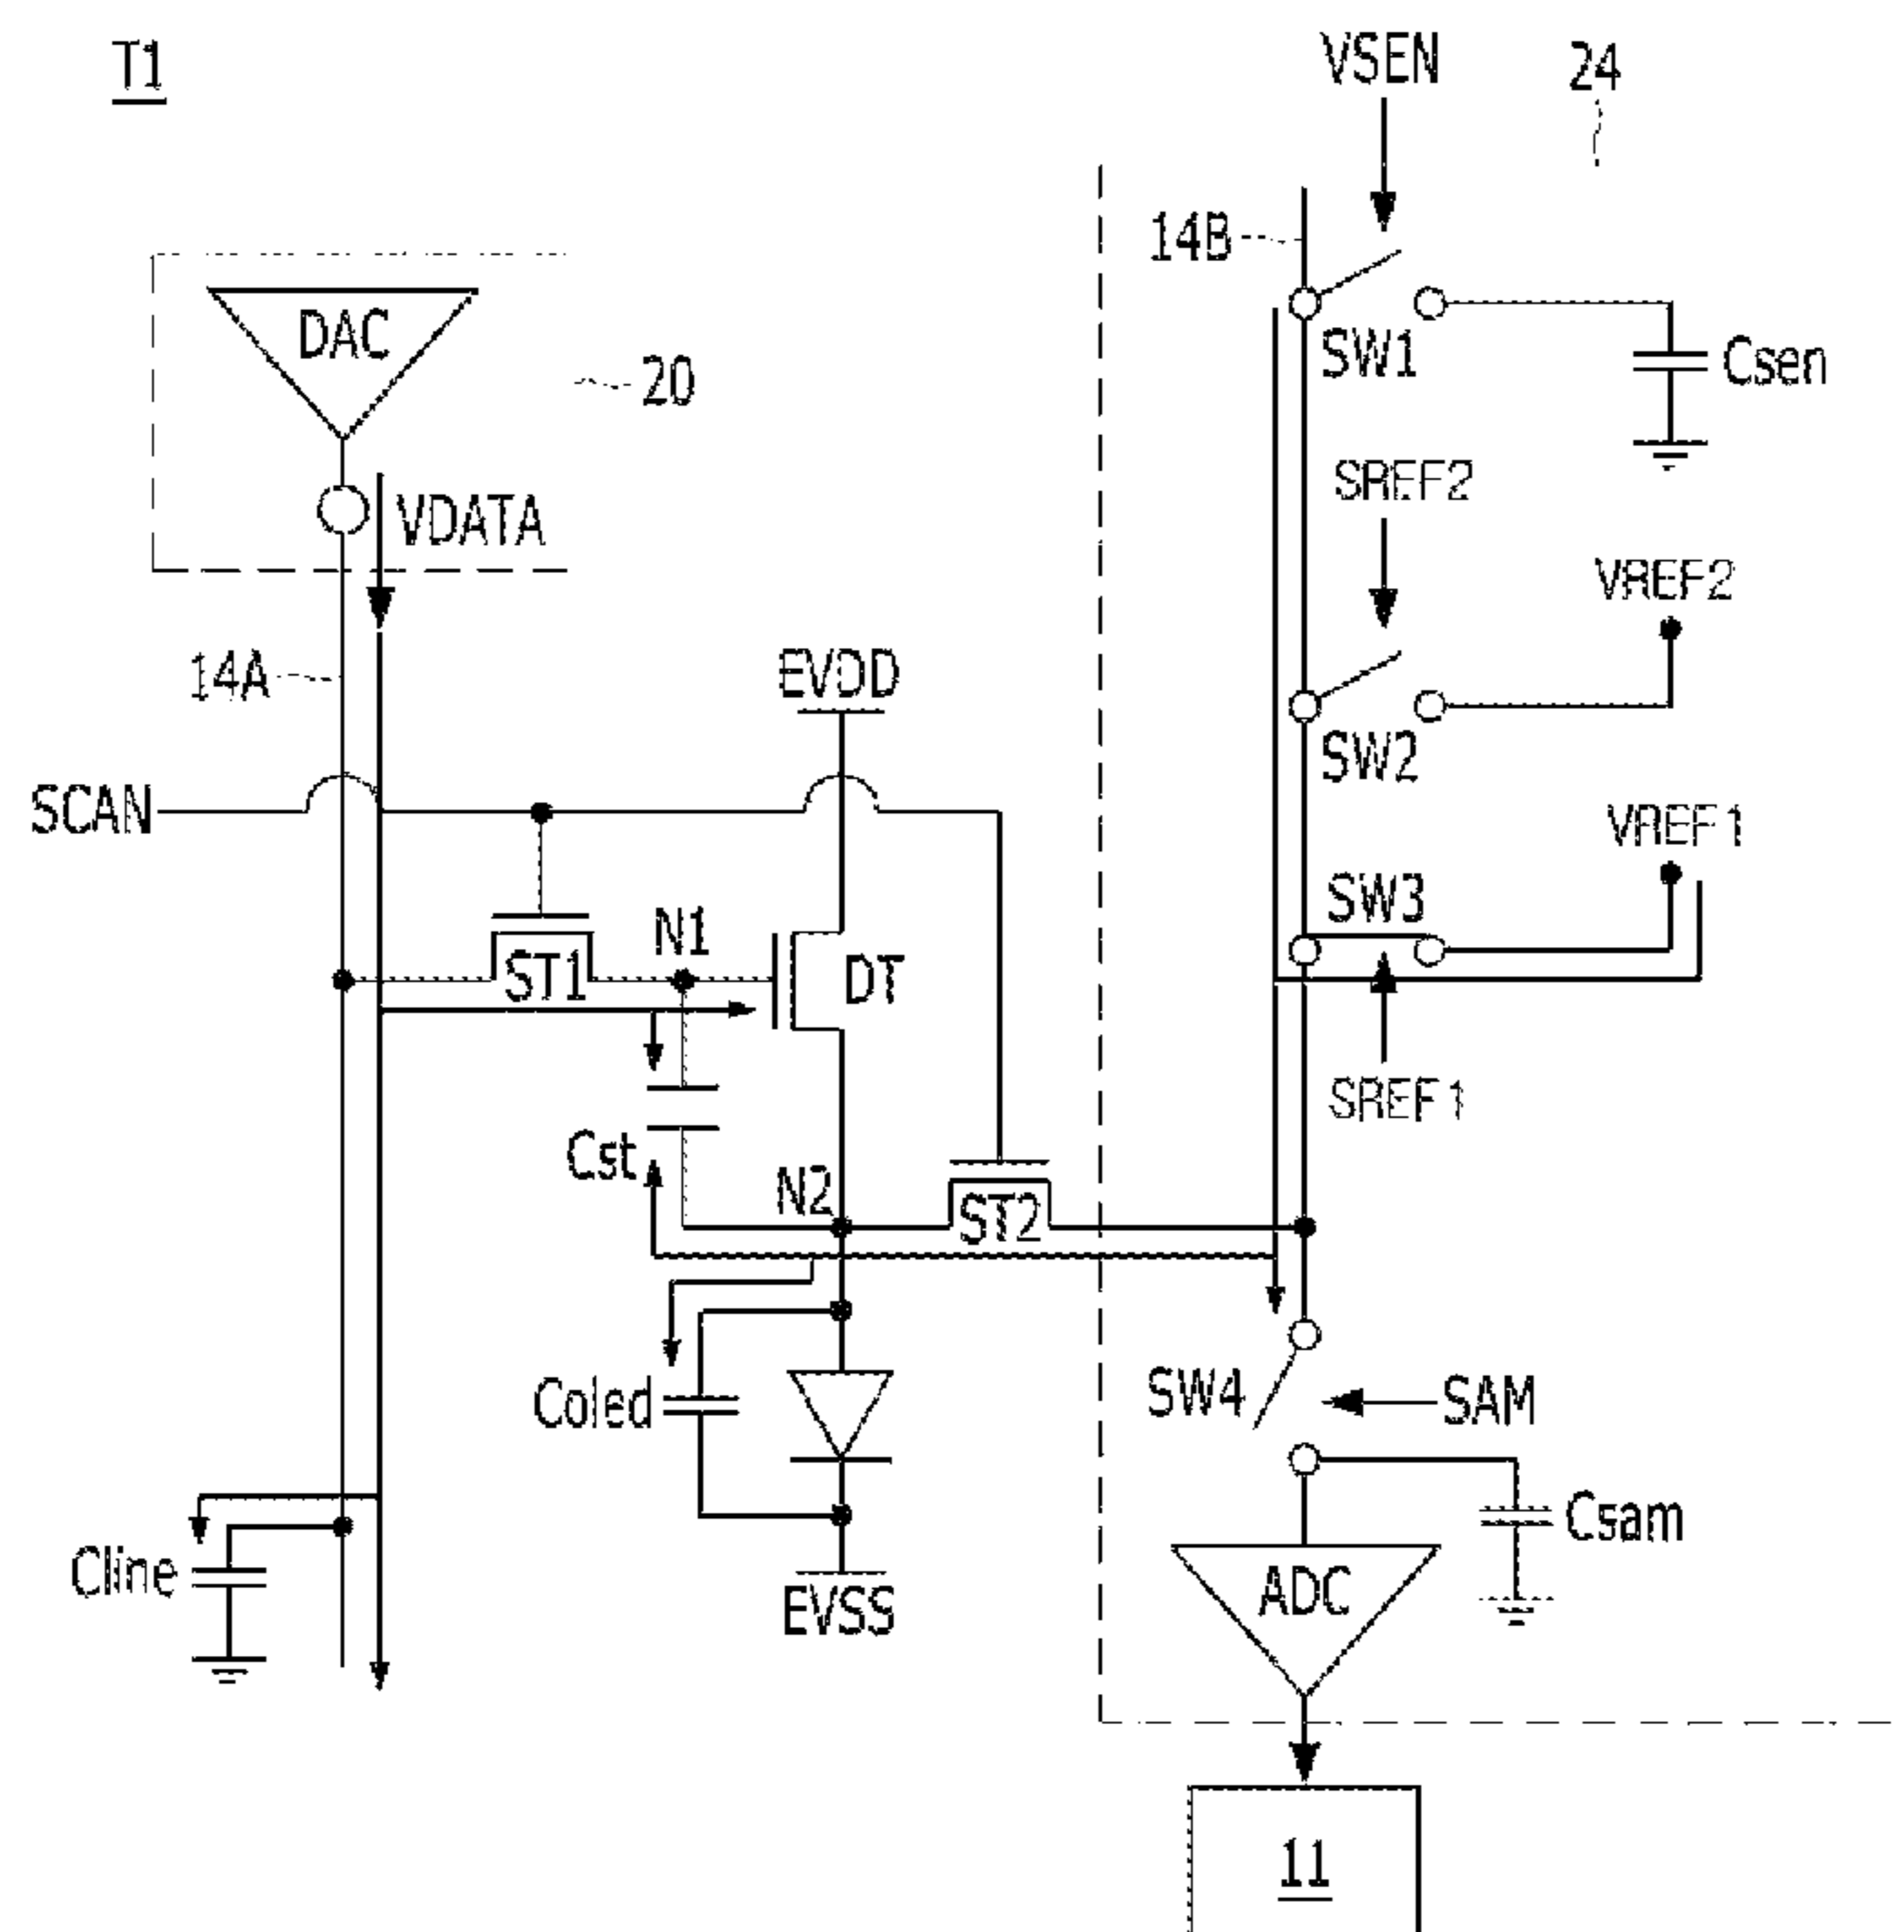 T1
VSEN
24
14B
DAC
SW1
Csen
20
SREF2
VDATA
VREF2
14A
EVDD
SW2
SCAN
VREF1
SW3
N1
ST1
DT
SREF1
Cst
N2
ST2
Coled
SW4
SAM
Csam
Cline
ADC
EVSS
11